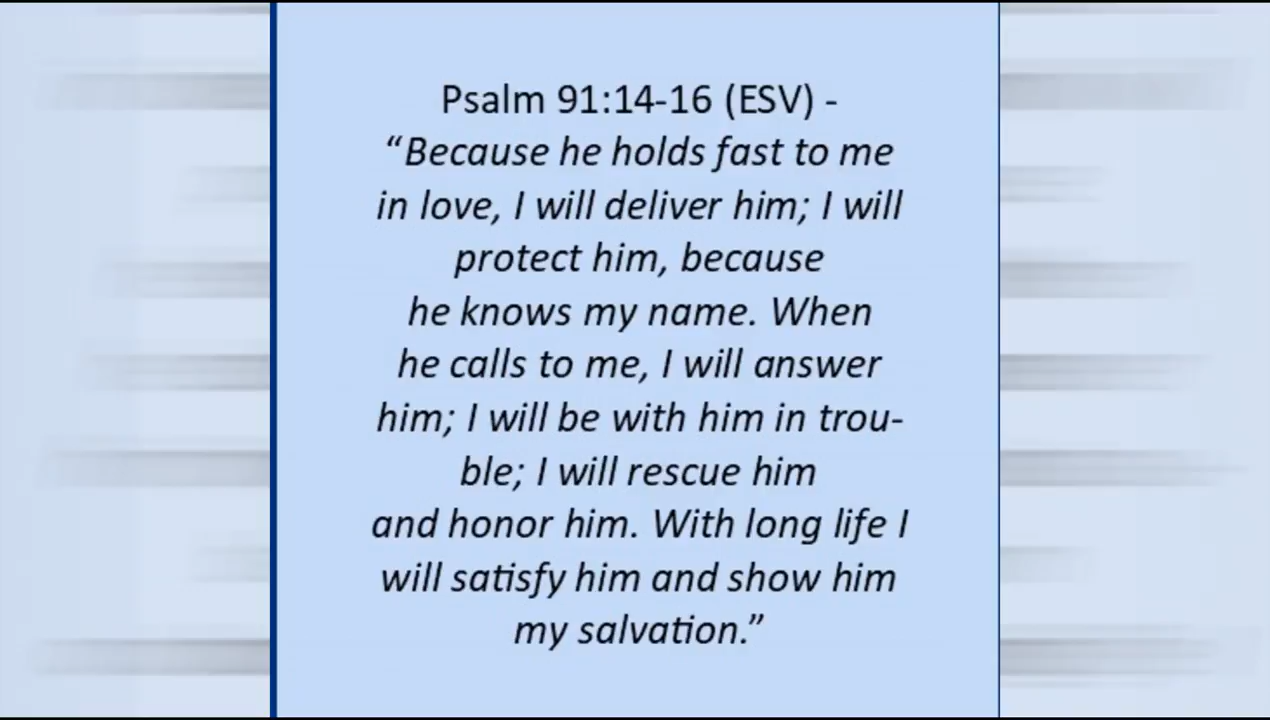 Psalm 91:14-16 (ESV) -
“Because he holds fast to me
in love, I will deliver him; I will
protect him, because
he knows my name. When
he calls to me, I will answer
him; I will be with him in trou-
ble; I will rescue him
and honor him. With long life I
will satisfy him and show him
my salvation.”